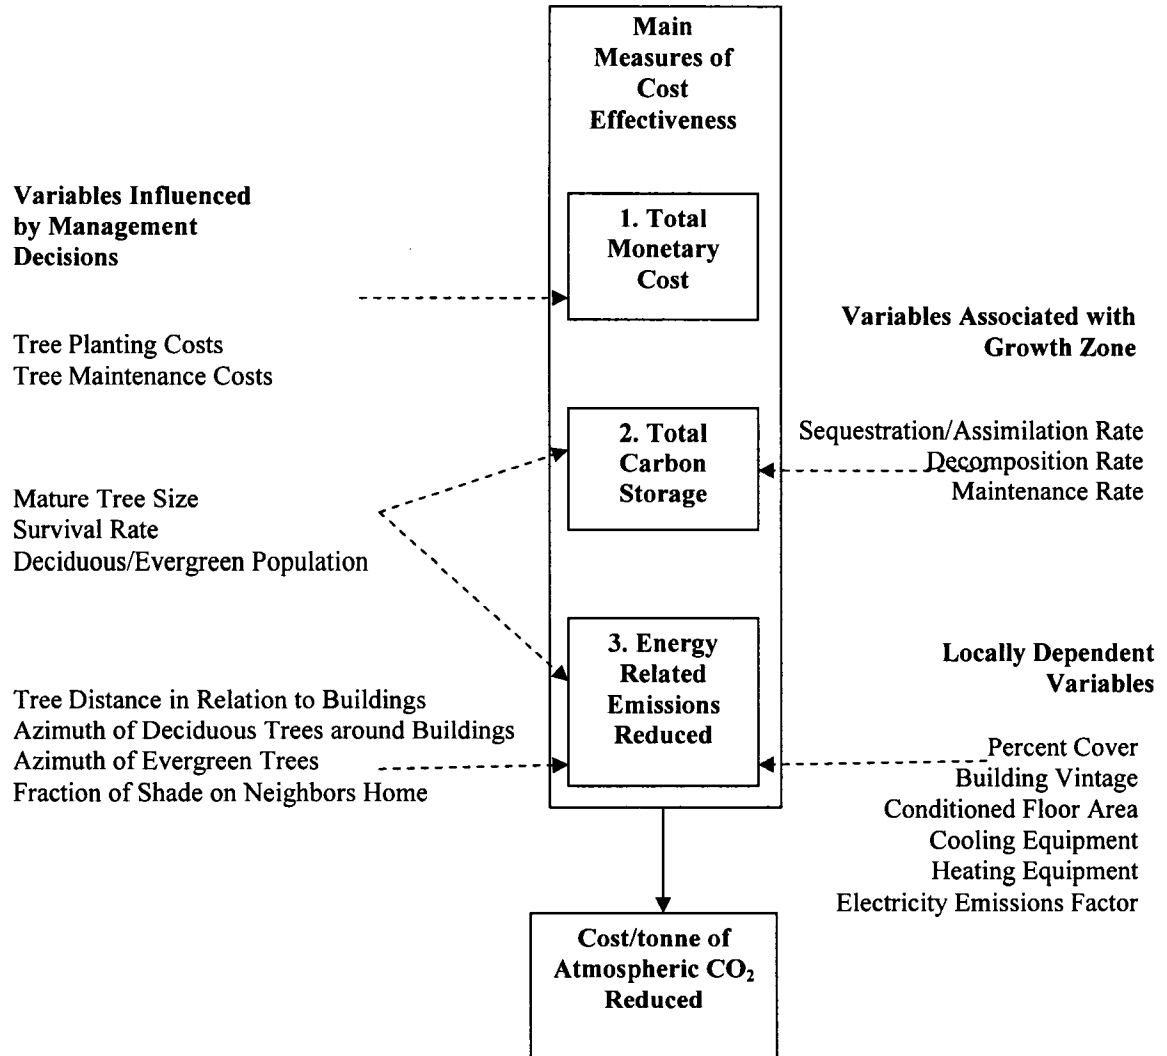 Main
Measures of
Cost
Effectiveness
Variables Influenced
by Management
Decisions
1. Total
Monetary
Cost
Tree Planting Costs
Tree Maintenance Costs
Variables Associated with
Growth Zone
2. Total
Carbon
Storage
Sequestration/Assimilation Rate
Decomposition Rate
Maintenance Rate
Mature Tree Size
Survival Rate
Deciduous/Evergreen Population
3. Energy
Related
Emissions
Reduced
Locally Dependent
Variables
Tree Distance in Relation to Buildings
Azimuth of Deciduous Trees around Buildings
Azimuth of Evergreen Trees
Fraction of Shade on Neighbors Home
Percent Cover
Building Vintage
Conditioned Floor Area
Cooling Equipment
Heating Equipment
Electricity Emissions Factor
Cost/tonne of
Atmospheric CO₂
Reduced